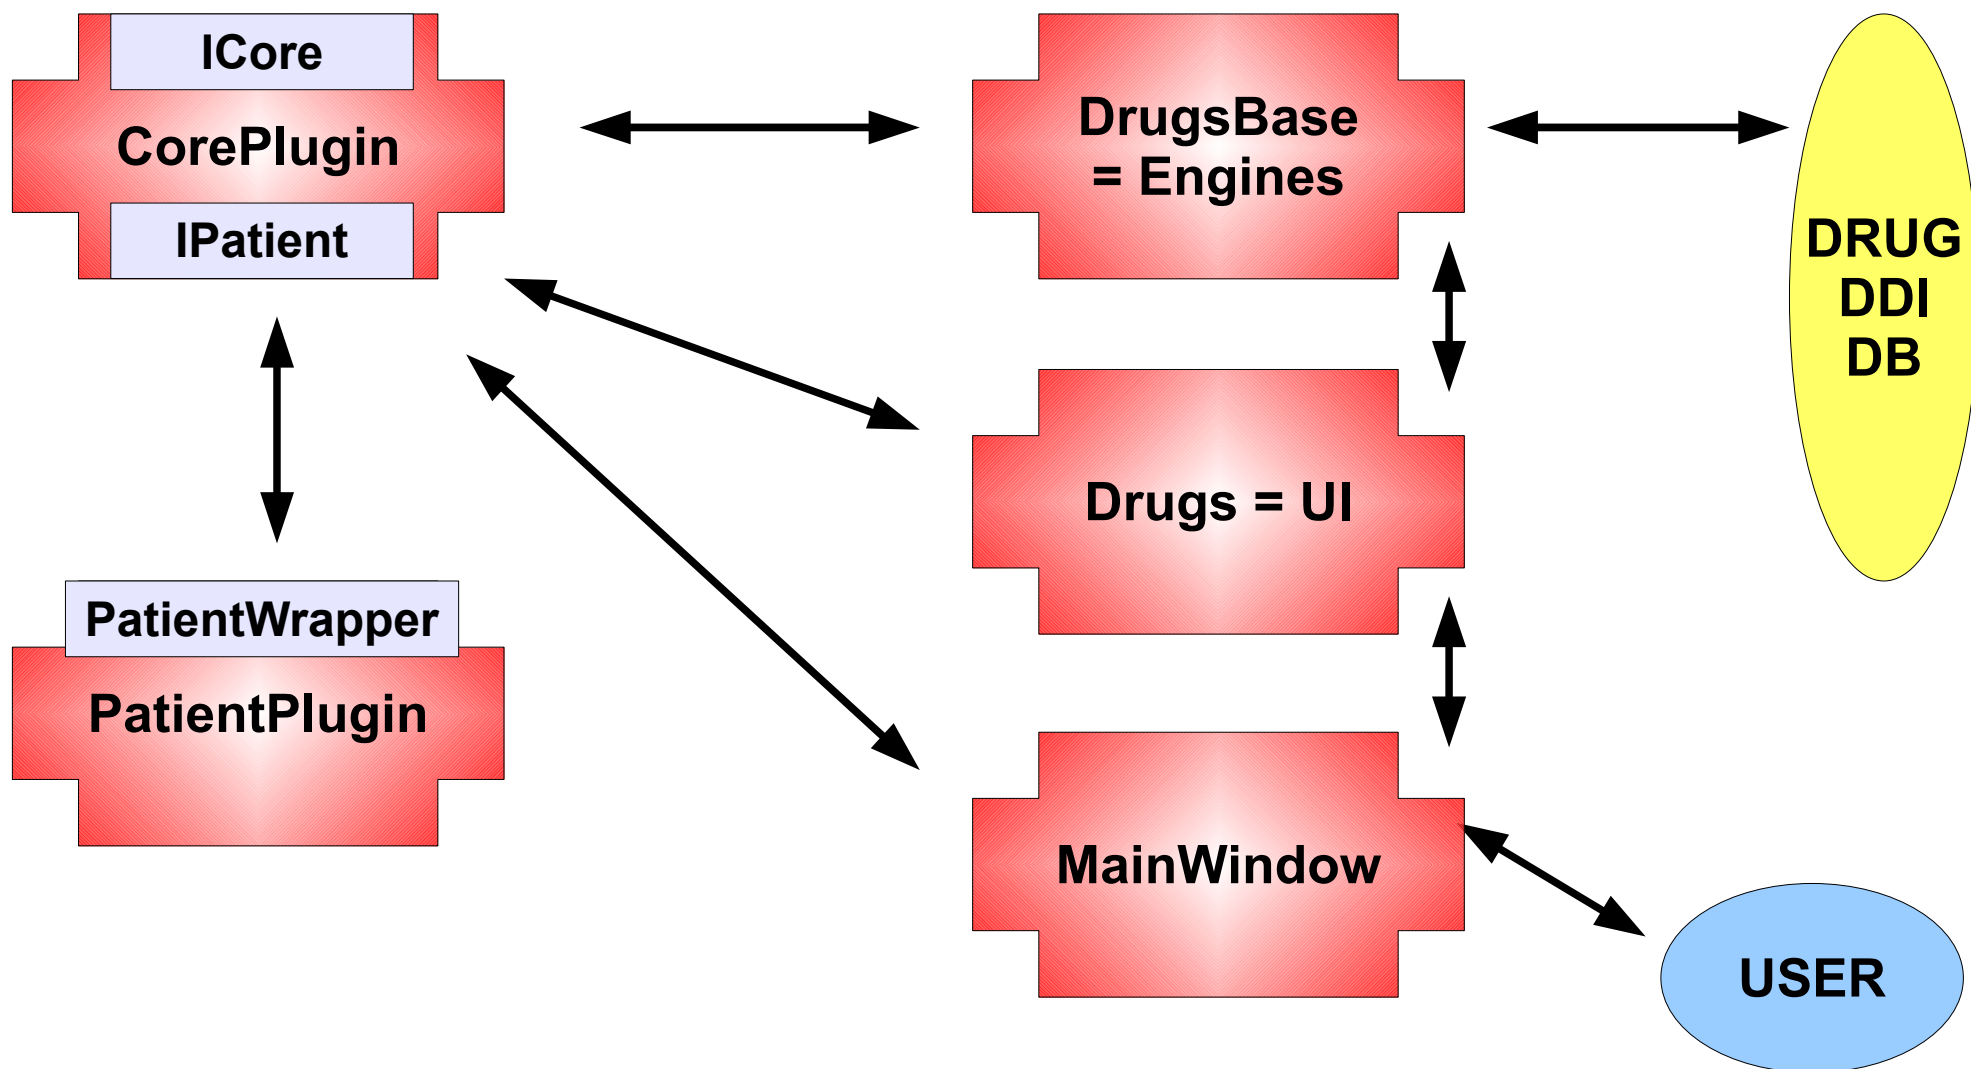 ICore
CorePlugin
IPatient
PatientWrapper
PatientPlugin
DrugsBase
= Engines
Drugs = UI
MainWindow
DRUG
DDI
DB
USER